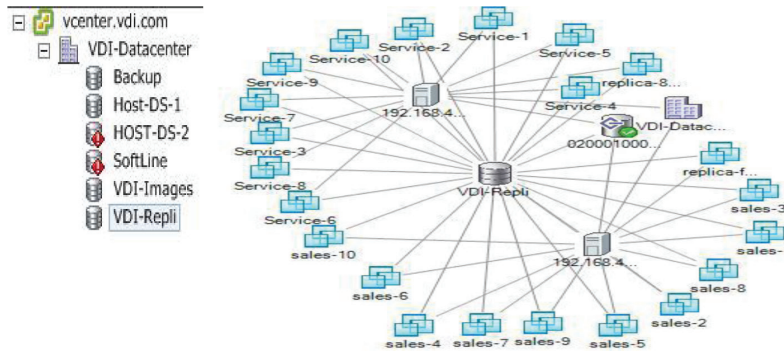 vcenter.vdi.com
VDI-Datacenter
Backup
Host-DS-1
HOST-DS-2
SoftLine
VDI-Images
VDI-Repli
Service-1
Service-2
Service-5
Service-10
Service-9
replica-8...
Service-4
192.168.4...
Service-7
VDI-Datac...
020001000...
Service-3
replica-f...
Service-8
VDI-Repli
sales-3
Service-6
sales-
sales-10
192.168.4...
sales-8
sales-6
sales-2
sales-4
sales-7
sales-9
sales-5